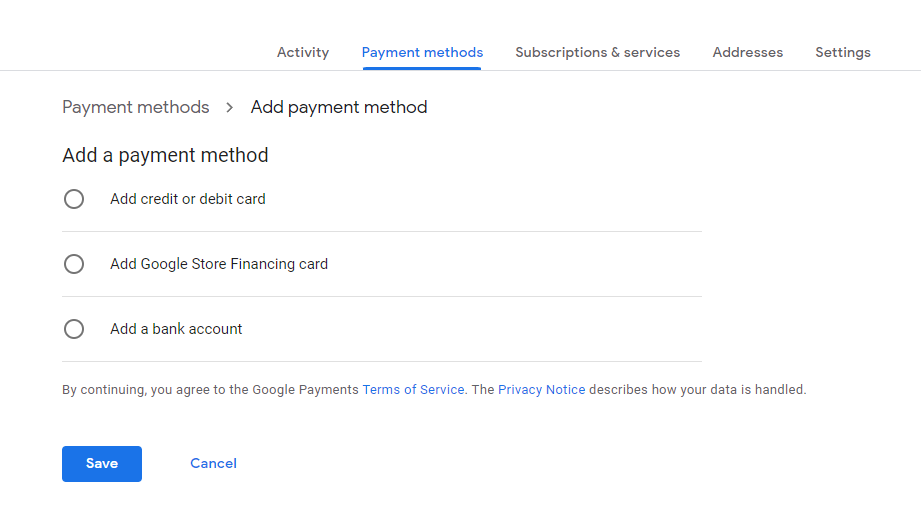 Activity Payment methods Subscriptions & services Addresses Settings
Payment methods > Add payment method
Add a payment method
Add credit or debit card
Add Google Store Financing card
Add a bank account
By continuing, you agree to the Google Payments Terms of Service. The Privacy Notice describes how your data is handled.
Save Cancel